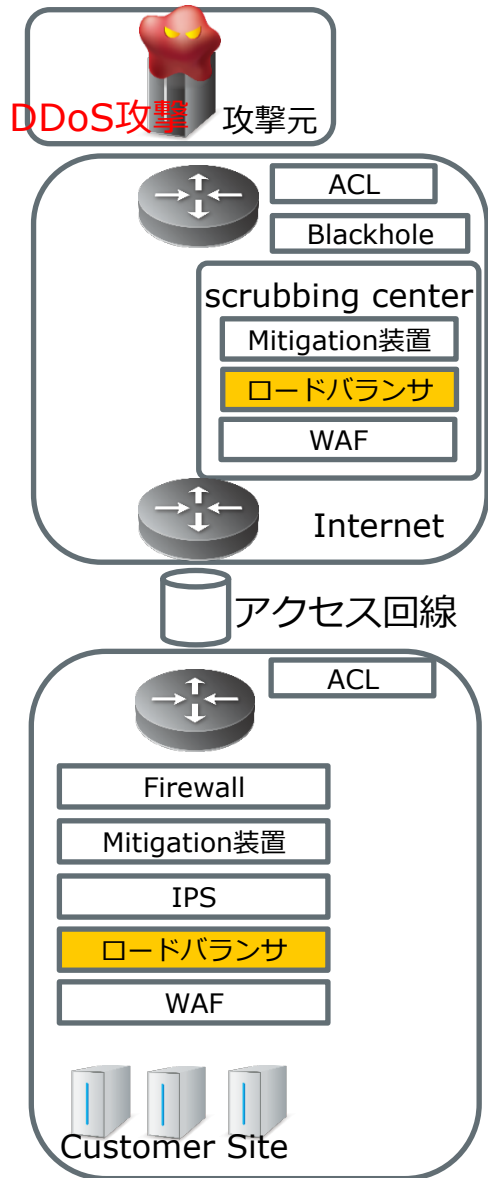 DDoS攻撃 攻撃元
ACL
Blackhole
scrubbing center
Mitigation装置
ロードバランサ
WAF
Internet
アクセス回線
ACL
Firewall
Mitigation装置
IPS
ロードバランサ
WAF
Customer Site